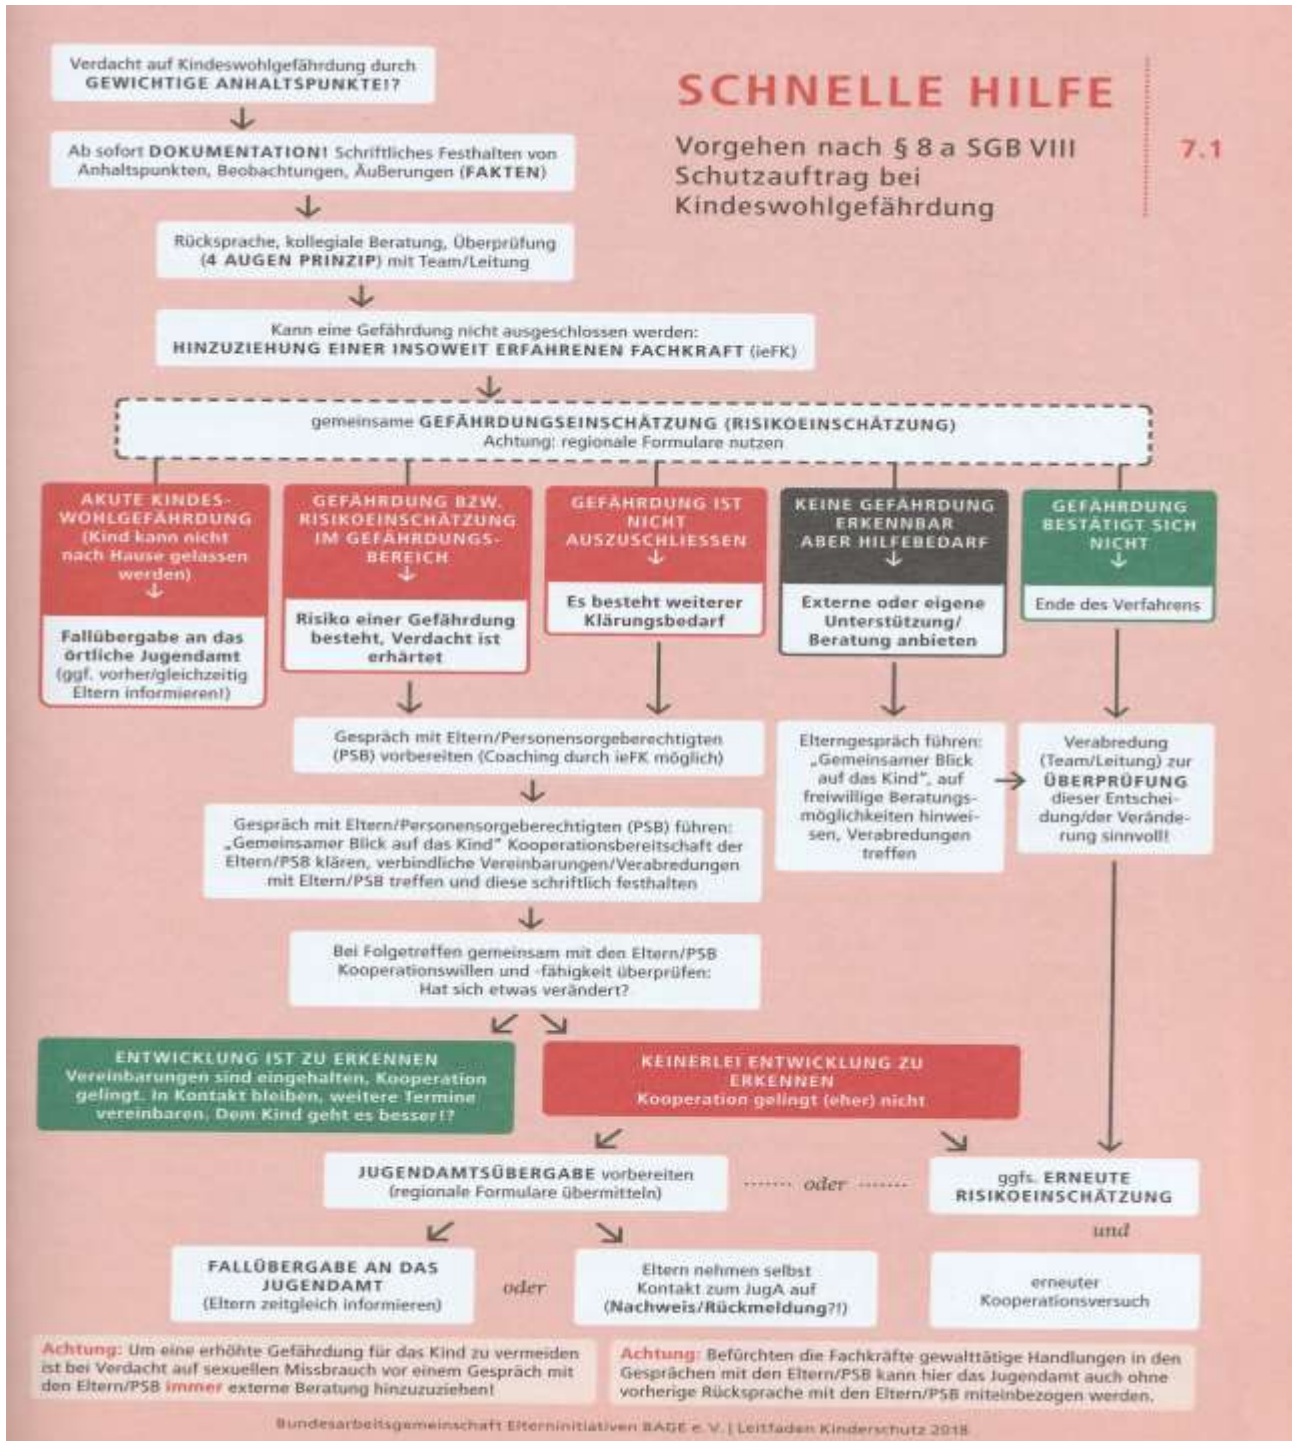 Verdacht auf Kindeswohlgefährdung durch
GEWICHTIGE ANHALTSPUNKTE!?
SCHNELLE HILFE
Vorgehen nach § 8 a SGB VIII
Schutzauftrag bei
Kindeswohlgefährdung
7.1
Ab sofort DOKUMENTATION! Schriftliches Festhalten von
Anhaltspunkten, Beobachtungen, Äußerungen (FAKTEN)
Rücksprache, kollegiale Beratung, Überprüfung
(4 AUGEN PRINZIP) mit Team/Leitung
Kann eine Gefährdung nicht ausgeschlossen werden:
HINZUZIEHUNG EINER INSOWEIT ERFAHRENEN FACHKRAFT (ieFK)
gemeinsame GEFÄHRDUNGSEINSCHÄTZUNG (RISIKOEINSCHÄTZUNG)
Achtung: regionale Formulare nutzen
AKUTE KINDES-
WOHLGEFÄHRDUNG
(Kind kann nicht
nach Hause gelassen
werden)
Fallübergabe an das
örtliche Jugendamt
(ggf. vorher/gleichzeitig
Eltern informieren!)
GEFÄHRDUNG BZW.
RISIKOEINSCHÄTZUNG
IM GEFÄHRDUNGS-
BEREICH
Risiko einer Gefährdung
besteht, Verdacht ist
erhärtet
GEFÄHRDUNG IST
NICHT
AUSZUSCHLIESSEN
Es besteht weiterer
Klärungsbedarf
KEINE GEFÄHRDUNG
ERKENNBAR
ABER HILFEBEDARF
Externe oder eigene
Unterstützung/
Beratung anbieten
GEFÄHRDUNG
BESTÄTIGT SICH
NICHT
Ende des Verfahrens
Gespräch mit Eltern/Personensorgeberechtigten
(PSB) vorbereiten (Coaching durch ieFK möglich)
Elterngespräch führen:
„Gemeinsamer Blick
auf das Kind", auf
freiwillige Beratungs-
möglichkeiten hinwei-
sen, Verabredungen
treffen
Verabredung
(Team/Leitung) zur
ÜBERPRÜFUNG
dieser Entschei-
dung/der Verände-
rung sinnvoll!
Gespräch mit Eltern/Personensorgeberechtigten (PSB) führen:
„Gemeinsamer Blick auf das Kind" Kooperationsbereitschaft der
Eltern/PSB klären, verbindliche Vereinbarungen/Verabredungen
mit Eltern/PSB treffen und diese schriftlich festhalten
Bei Folgetreffen gemeinsam mit den Eltern/PSB
Kooperationswillen und -fähigkeit überprüfen:
Hat sich etwas verändert?
ENTWICKLUNG IST ZU ERKENNEN
Vereinbarungen sind eingehalten, Kooperation
gelingt. In Kontakt bleiben, weitere Termine
vereinbaren. Dem Kind geht es besser!?
KEINERLEI ENTWICKLUNG ZU
ERKENNEN
Kooperation gelingt (eher) nicht
JUGENDAMTSÜBERGABE vorbereiten
(regionale Formulare übermitteln)
oder
ggfs. ERNEUTE
RISIKOEINSCHÄTZUNG
und
erneuter
Kooperationsversuch
FALLÜBERGABE AN DAS
JUGENDAMT
(Eltern zeitgleich informieren)
oder
Eltern nehmen selbst
Kontakt zum JugA auf
(Nachweis/Rückmeldung?!)
Achtung: Um eine erhöhte Gefährdung für das Kind zu vermeiden
ist bei Verdacht auf sexuellen Missbrauch vor einem Gespräch mit
den Eltern/PSB immer externe Beratung hinzuzuziehen!
Achtung: Befürchten die Fachkräfte gewalttätige Handlungen in den
Gesprächen mit den Eltern/PSB kann hier das Jugendamt auch ohne
vorherige Rücksprache mit den Eltern/PSB miteinbezogen werden.
Bundesarbeitsgemeinschaft Elterninitiativen BAGE e. V. | Leitfaden Kinderschutz 2018